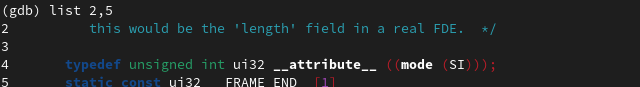 (gdb) list 2,5
2          this would be the 'length' field in a real FDE.  */
3
4       typedef unsigned int ui32 __attribute__ ((mode (SI)));
5       static const ui32 __FRAME_END__[1]